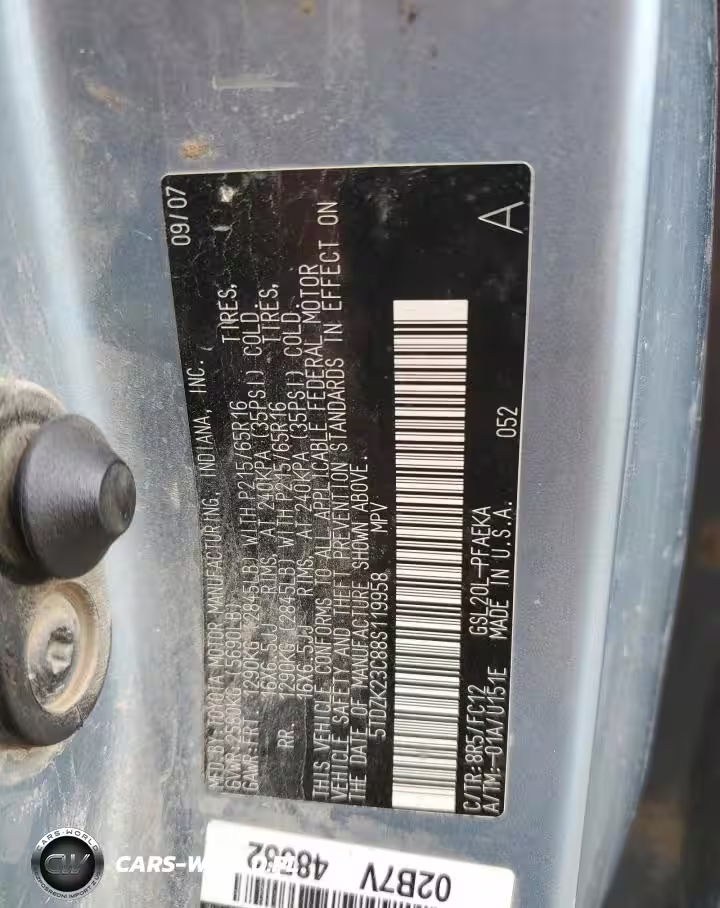 MFD. BY: TOYOTA MOTOR MANUFACTURING, INDIANA, INC. 09/07
GVWR 2580KG ( 5690LB)
GAWR FRT 1290KG ( 2845LB) WITH P215/65R16 TIRES,
16X6.5JJ RIMS, AT 240KPA (35PSI) COLD.
RR. 1290KG ( 2845LB) WITH P215/65R16 TIRES,
16X6.5JJ RIMS, AT 240KPA (35PSI) COLD.
THIS VEHICLE CONFORMS TO ALL APPLICABLE FEDERAL MOTOR
VEHICLE SAFETY AND THEFT PREVENTION STANDARDS IN EFFECT ON
THE DATE OF MANUFACTURE SHOWN ABOVE.
5TDZK23C88S119958 MPV
A
C/TR:8R5/FC12 GSL20L-PFAEKA 052
A/TM:-01A/U151E MADE IN U.S.A.
02B7V
CARS-WORLD
CW